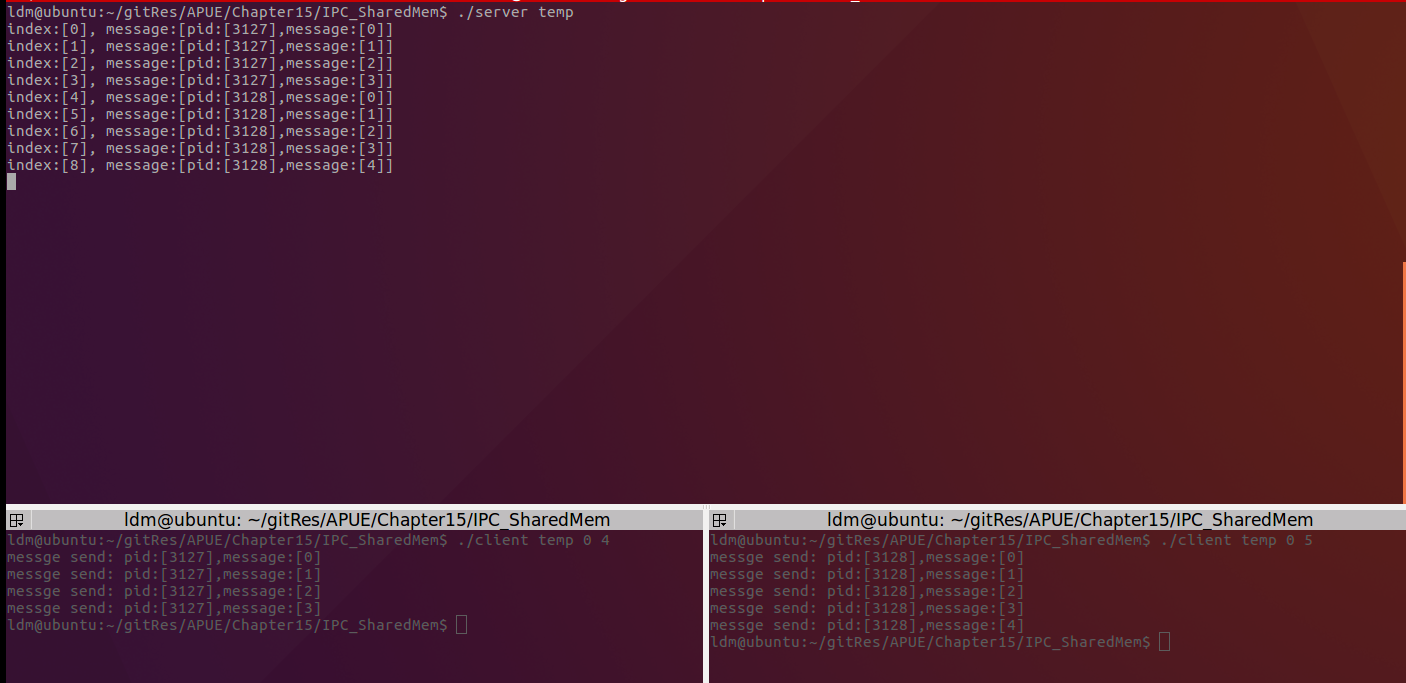 ldm@ubuntu:~/gitRes/APUE/Chapter15/IPC_SharedMem$ ./server temp
index:[0], message:[pid:[3127],message:[0]]
index:[1], message:[pid:[3127],message:[1]]
index:[2], message:[pid:[3127],message:[2]]
index:[3], message:[pid:[3127],message:[3]]
index:[4], message:[pid:[3128],message:[0]]
index:[5], message:[pid:[3128],message:[1]]
index:[6], message:[pid:[3128],message:[2]]
index:[7], message:[pid:[3128],message:[3]]
index:[8], message:[pid:[3128],message:[4]]
ldm@ubuntu: ~/gitRes/APUE/Chapter15/IPC_SharedMem
ldm@ubuntu:~/gitRes/APUE/Chapter15/IPC_SharedMem$ ./client temp 0 4
messge send: pid:[3127],message:[0]
messge send: pid:[3127],message:[1]
messge send: pid:[3127],message:[2]
messge send: pid:[3127],message:[3]
ldm@ubuntu:~/gitRes/APUE/Chapter15/IPC_SharedMem$
ldm@ubuntu: ~/gitRes/APUE/Chapter15/IPC_SharedMem
ldm@ubuntu:~/gitRes/APUE/Chapter15/IPC_SharedMem$ ./client temp 0 5
messge send: pid:[3128],message:[0]
messge send: pid:[3128],message:[1]
messge send: pid:[3128],message:[2]
messge send: pid:[3128],message:[3]
messge send: pid:[3128],message:[4]
ldm@ubuntu:~/gitRes/APUE/Chapter15/IPC_SharedMem$